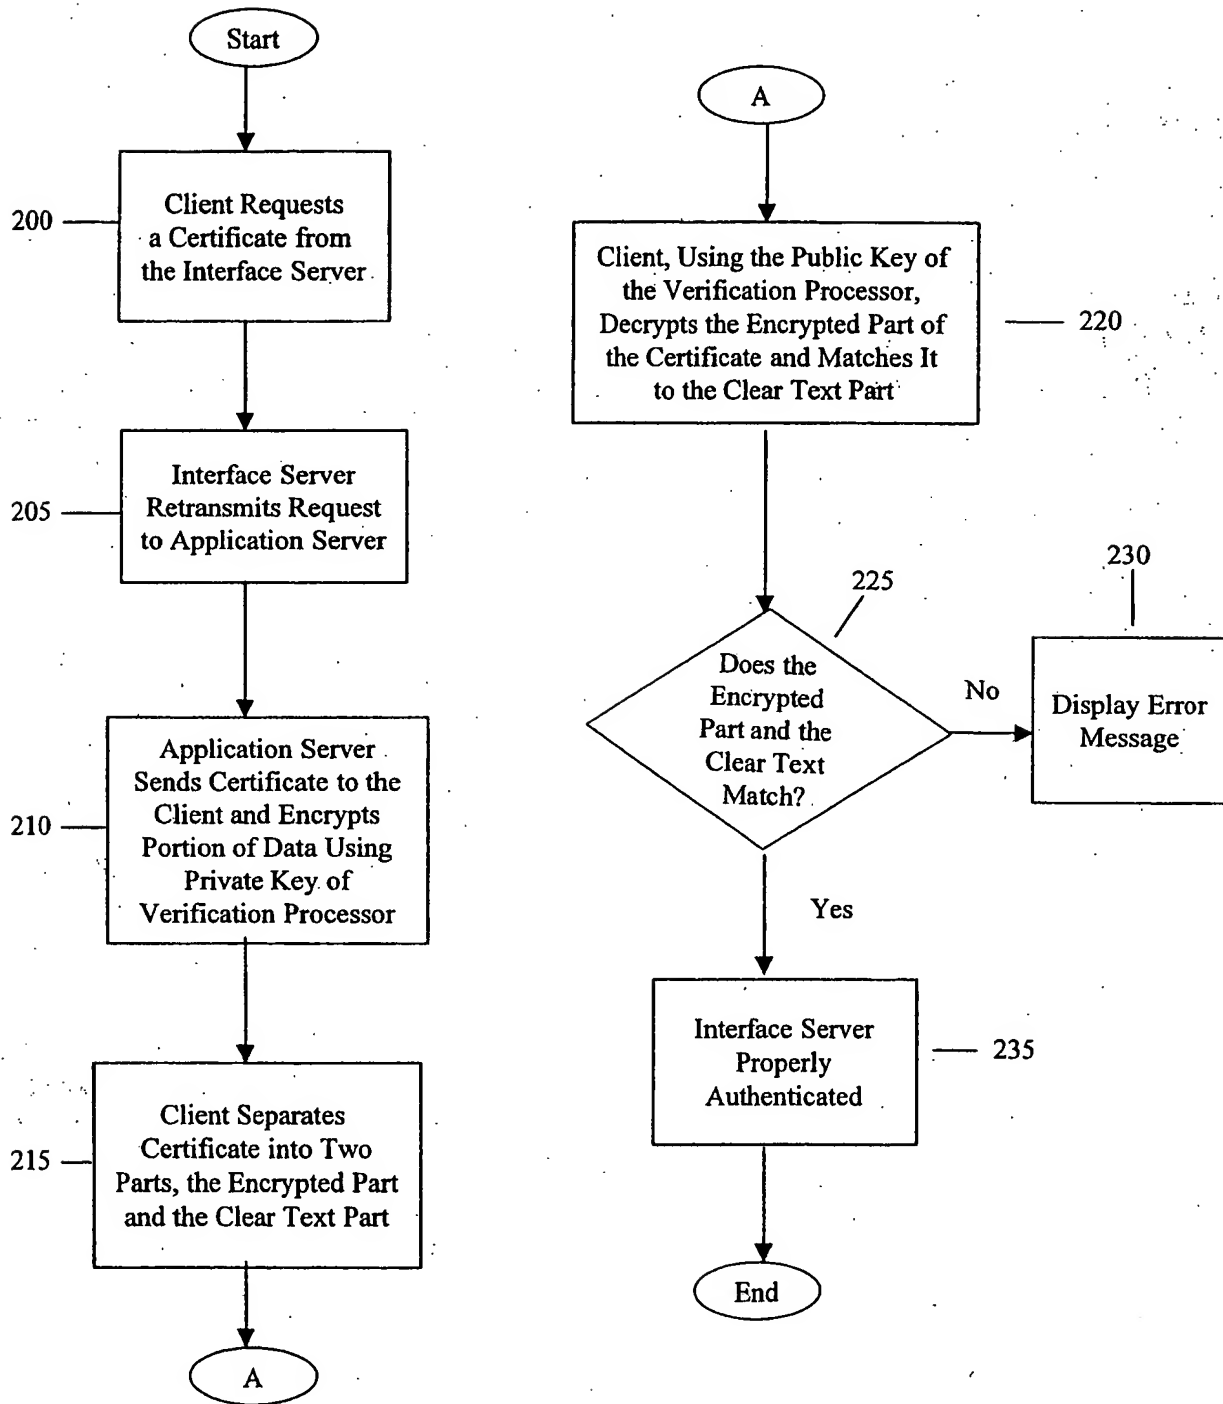 Start
200
Client Requests
a Certificate from
the Interface Server
205
Interface Server
Retransmits Request
to Application Server
210
Application Server
Sends Certificate to the
Client and Encrypts
Portion of Data Using
Private Key of
Verification Processor
215
Client Separates
Certificate into Two
Parts, the Encrypted Part
and the Clear Text Part
A
A
Client, Using the Public Key of
the Verification Processor,
Decrypts the Encrypted Part of
the Certificate and Matches It
to the Clear Text Part
220
225
Does the
Encrypted
Part and the
Clear Text
Match?
No
230
Display Error
Message
Yes
Interface Server
Properly
Authenticated
235
End